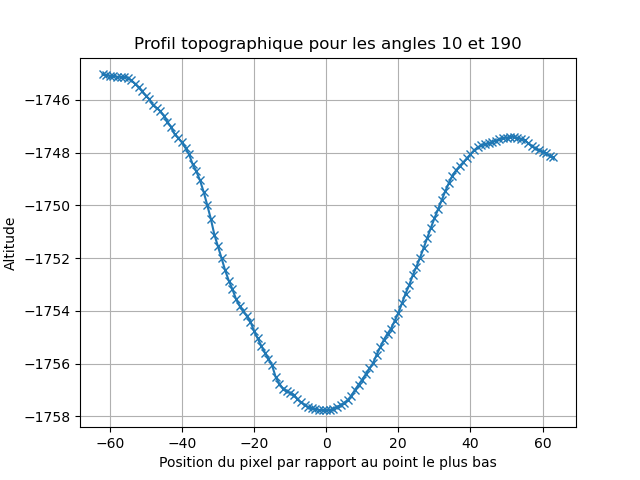 Profil topographique pour les angles 10 et 190
Altitude
−1746
−1748
−1750
−1752
−1754
−1756
−1758
−60 −40 −20 0 20 40 60
Position du pixel par rapport au point le plus bas